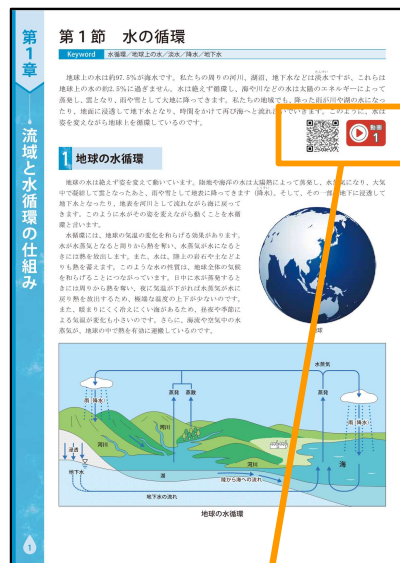 第1章
流域と水循環の仕組み
第1節 水の循環
Keyword 水循環／地球上の水／淡水／降水／地下水
地球上の水は約97.5％が海水です。私たちの周りの河川、湖沼、地下水などは淡水ですが、これらは
地球上の水の約2.5％に過ぎません。水は絶えず循環し、海や川などの水は太陽のエネルギーによって
蒸発し、雲となり、雨や雪として大地に降ってきます。私たちの地域でも、降った雨が川や湖の水になっ
たり、地面に浸透して地下水となり、時間をかけて再び海へと流れ
ていきます。このように、水は
姿を変えながら地球上を循環しているのです。
動画
1
1 地球の水循環
地球の水は絶えず姿を変えて動いています。陸地や海洋の水は太陽熱によって蒸発し、水蒸気になり、大気
中で凝結して雲となったあと、雨や雪として地表に降ってきます（降水）。そして、その一部は地下に浸透して
地下水となったり、地表を河川として流れながら海に戻って
きます。このように水がその姿を変えながら動くことを水循
環と言います。
水循環には、地球の気温の変化を和らげる効果があります。
水が水蒸気となると周りから熱を奪い、水蒸気が水になると
きには熱を放出します。また、水は、陸上の岩石や土などよ
りも熱を蓄えます。このような水の性質は、地球全体の気候
を和らげることにつながっています。日中に水が蒸発すると
きには周りから熱を奪い、夜に気温が下がれば水蒸気が水に
戻り熱を放出するため、極端な温度の上下が少ないのです。
また、暖まりにくく冷えにくい海があるため、昼夜や季節に
よる気温の変化も小さいのです。さらに、海流や空気中の水
蒸気が、地球の中で熱を有効に運搬しているのです。
地球
水蒸気
蒸発
蒸散
蒸発
雨（降水）
雨（降水）
河川
河川
浸透
地下水
湖
河川
海
陸から海への流れ
地下水の流れ
地球の水循環
1